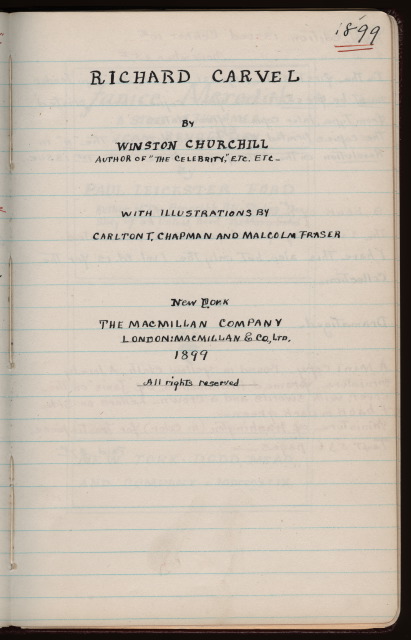 1899
RICHARD CARVEL
BY
WINSTON CHURCHILL
AUTHOR OF "THE CELEBRITY," ETC. ETC.
WITH ILLUSTRATIONS BY
CARLTON T. CHAPMAN AND MALCOLM FRASER
NEW YORK
THE MACMILLAN COMPANY
LONDON: MACMILLAN & CO., LTD.
1899
All rights reserved